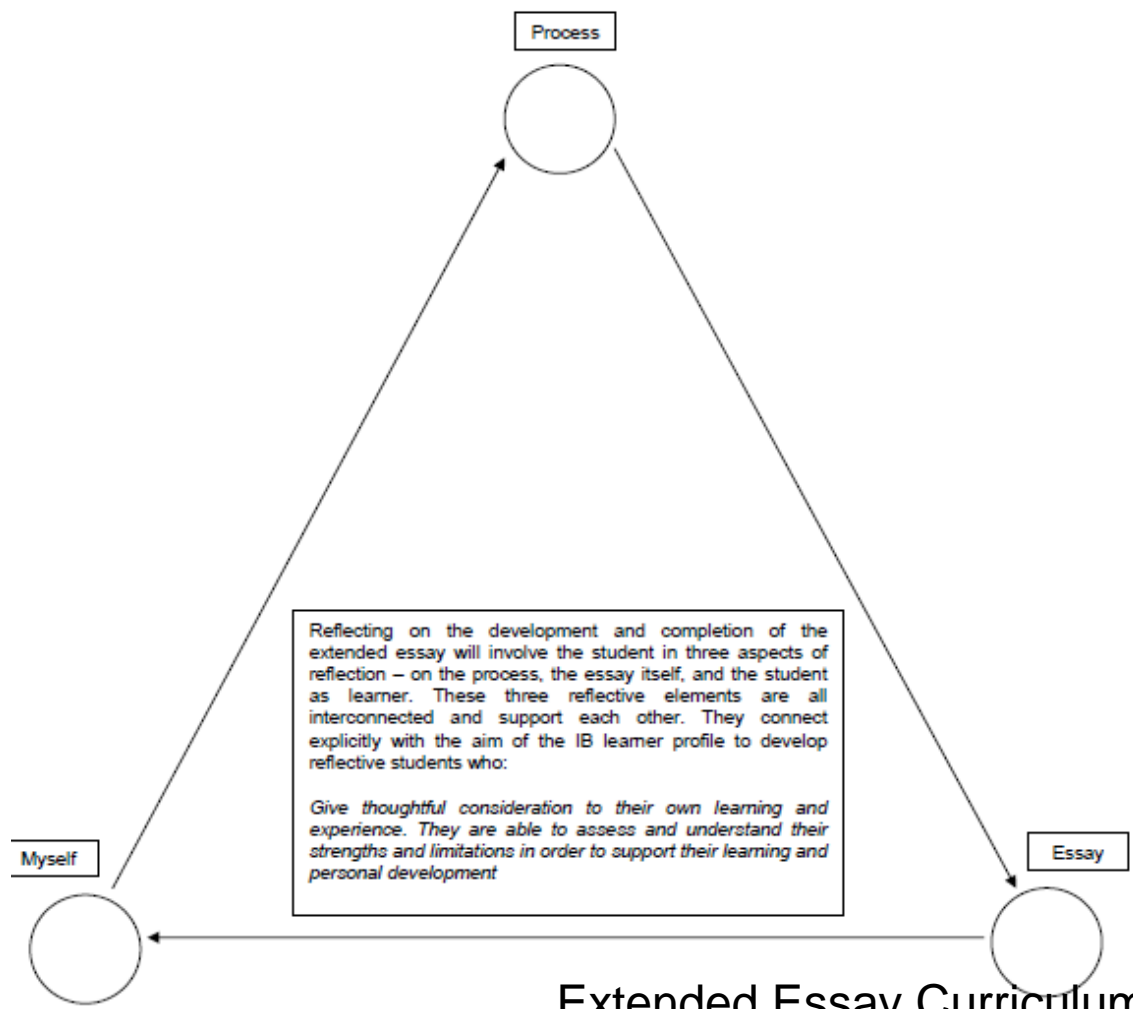 Process
Reflecting on the development and completion of the
extended essay will involve the student in three aspects of
reflection – on the process, the essay itself, and the student
as learner. These three reflective elements are all
interconnected and support each other. They connect
explicitly with the aim of the IB learner profile to develop
reflective students who:
Give thoughtful consideration to their own learning and
experience. They are able to assess and understand their
strengths and limitations in order to support their learning and
personal development
Myself
Essay
Extended Essay Curriculum